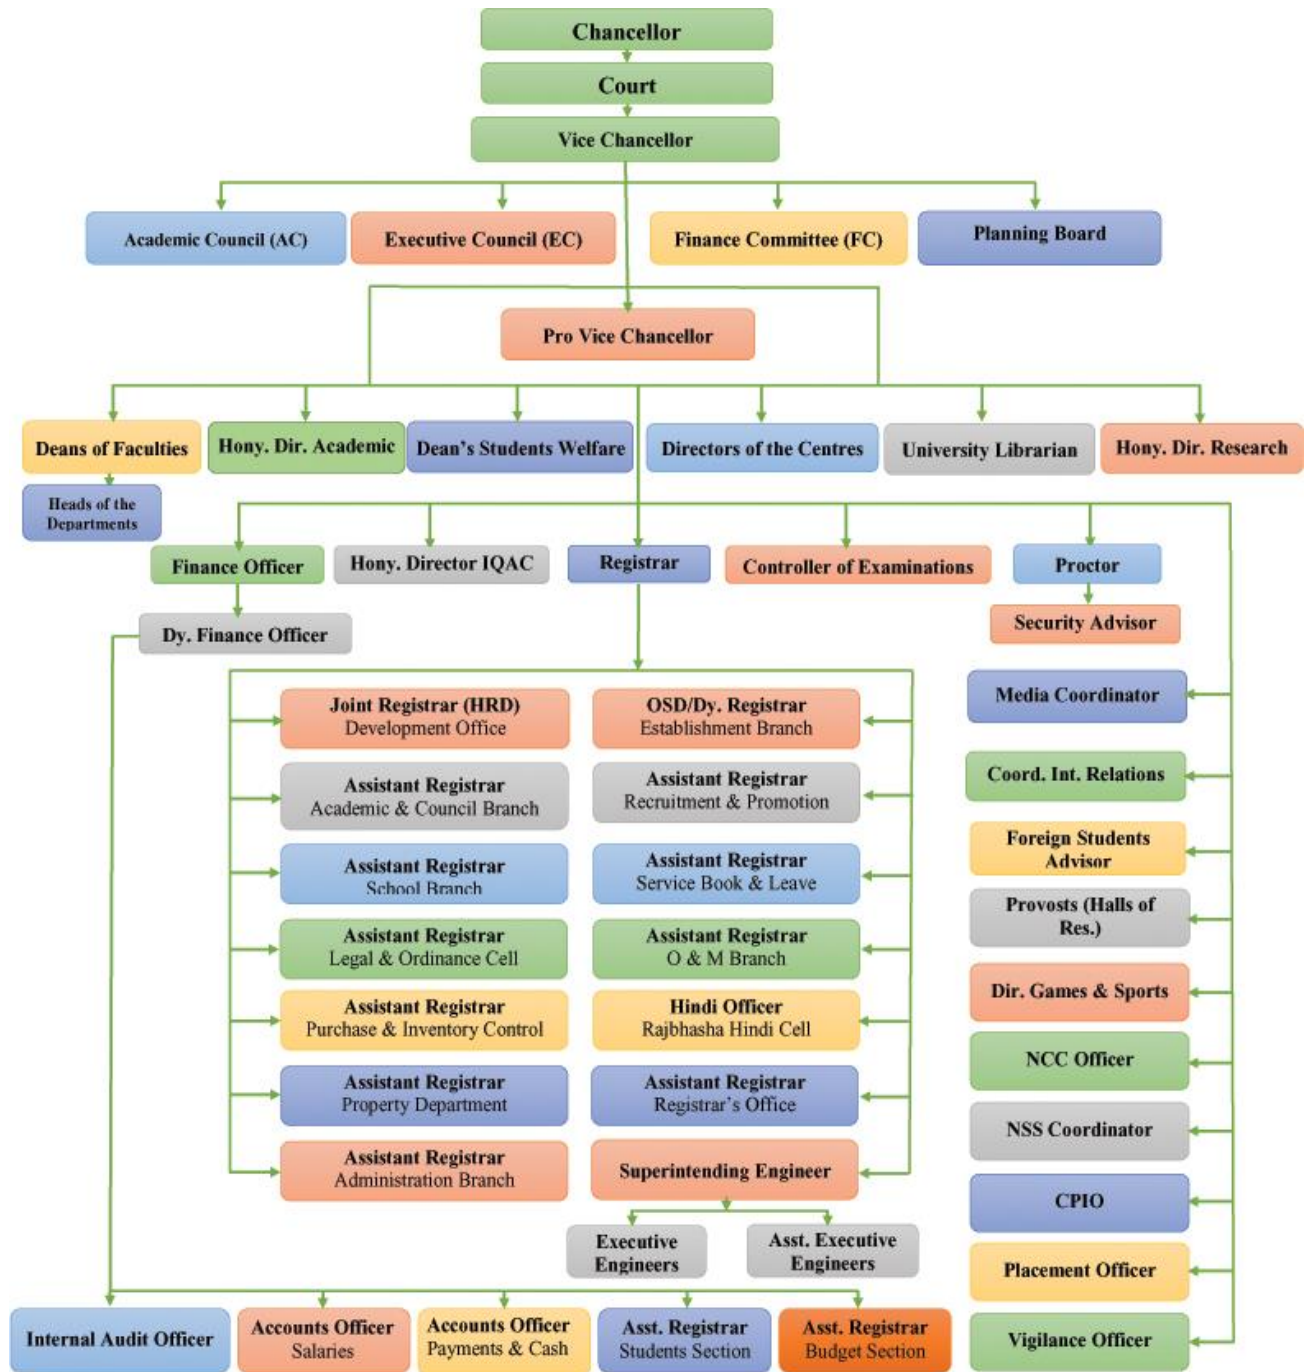 Chancellor
Court
Vice Chancellor
Academic Council (AC)
Executive Council (EC)
Finance Committee (FC)
Planning Board
Pro Vice Chancellor
Deans of Faculties
Hony. Dir. Academic
Dean's Students Welfare
Directors of the Centres
University Librarian
Hony. Dir. Research
Heads of the
Departments
Finance Officer
Hony. Director IQAC
Registrar
Controller of Examinations
Proctor
Dy. Finance Officer
Security Advisor
Joint Registrar (HRD)
Development Office
OSD/Dy. Registrar
Establishment Branch
Assistant Registrar
Academic & Council Branch
Assistant Registrar
Recruitment & Promotion
Assistant Registrar
School Branch
Assistant Registrar
Service Book & Leave
Assistant Registrar
Legal & Ordinance Cell
Assistant Registrar
O & M Branch
Assistant Registrar
Purchase & Inventory Control
Hindi Officer
Rajbhasha Hindi Cell
Assistant Registrar
Property Department
Assistant Registrar
Registrar's Office
Assistant Registrar
Administration Branch
Superintending Engineer
Executive
Engineers
Asst. Executive
Engineers
Media Coordinator
Coord. Int. Relations
Foreign Students
Advisor
Provosts (Halls of
Res.)
Dir. Games & Sports
NCC Officer
NSS Coordinator
CPIO
Placement Officer
Vigilance Officer
Internal Audit Officer
Accounts Officer
Salaries
Accounts Officer
Payments & Cash
Asst. Registrar
Students Section
Asst. Registrar
Budget Section